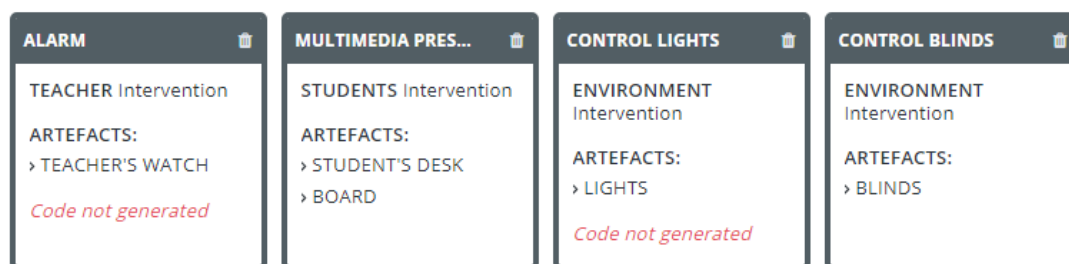 ALARM
TEACHER Intervention
ARTEFACTS:
› TEACHER'S WATCH
Code not generated
MULTIMEDIA PRES...
STUDENTS Intervention
ARTEFACTS:
› STUDENT'S DESK
› BOARD
CONTROL LIGHTS
ENVIRONMENT
Intervention
ARTEFACTS:
› LIGHTS
Code not generated
CONTROL BLINDS
ENVIRONMENT
Intervention
ARTEFACTS:
› BLINDS